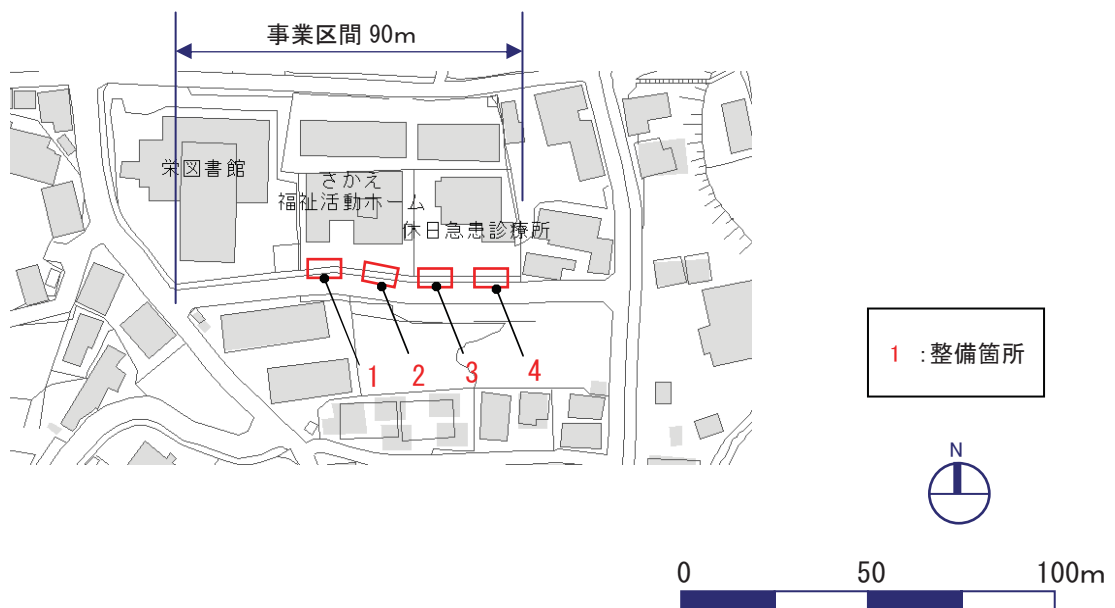 事業区間 90m
栄図書館
さかえ
福祉活動ホーム
休日急患診療所
1 2 3 4
1 :整備箇所
N
0 50 100m